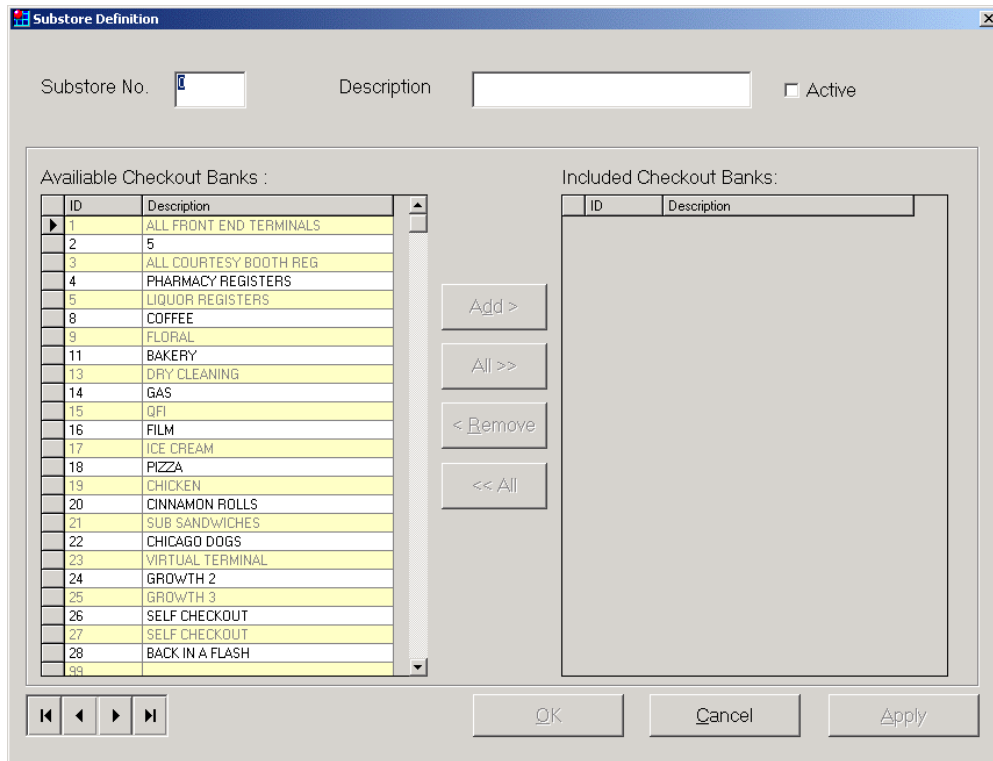 Substore Definition
Substore No. 0 Description Active
Availiable Checkout Banks : Included Checkout Banks:
ID Description ID Description
1 ALL FRONT END TERMINALS
2 5
3 ALL COURTESY BOOTH REG
4 PHARMACY REGISTERS
5 LIQUOR REGISTERS
8 COFFEE
9 FLORAL
11 BAKERY
13 DRY CLEANING
14 GAS
15 QFI
16 FILM
17 ICE CREAM
18 PIZZA
19 CHICKEN
20 CINNAMON ROLLS
21 SUB SANDWICHES
22 CHICAGO DOGS
23 VIRTUAL TERMINAL
24 GROWTH 2
25 GROWTH 3
26 SELF CHECKOUT
27 SELF CHECKOUT
28 BACK IN A FLASH
99
Add >
All >>
< Remove
<< All
OK Cancel Apply